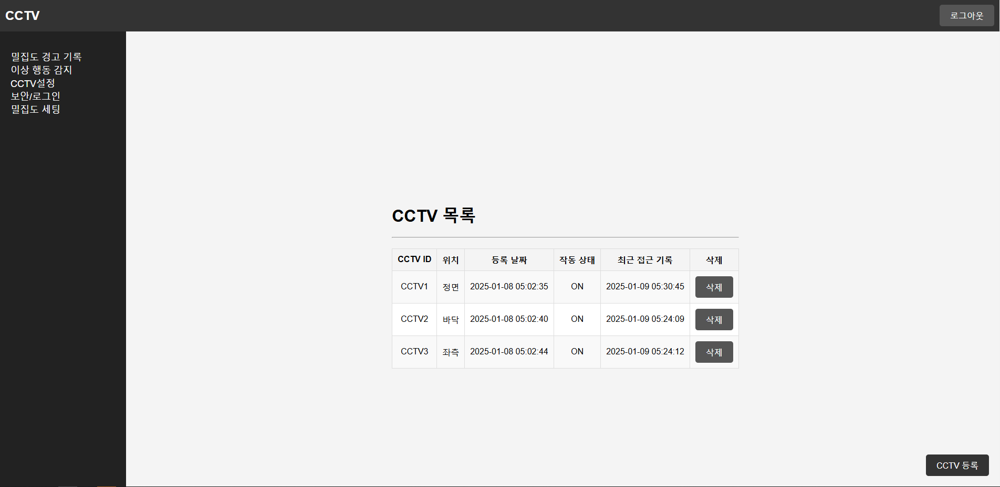 CCTV
로그아웃
밀집도 경고 기록
이상 행동 감지
CCTV설정
보안/로그인
밀집도 세팅
CCTV 목록
CCTV ID 위치 등록 날짜 작동 상태 최근 접근 기록 삭제
CCTV1 정면 2025-01-08 05:02:35 ON 2025-01-09 05:30:45 삭제
CCTV2 바닥 2025-01-08 05:02:40 ON 2025-01-09 05:24:09 삭제
CCTV3 좌측 2025-01-08 05:02:44 ON 2025-01-09 05:24:12 삭제
CCTV 등록